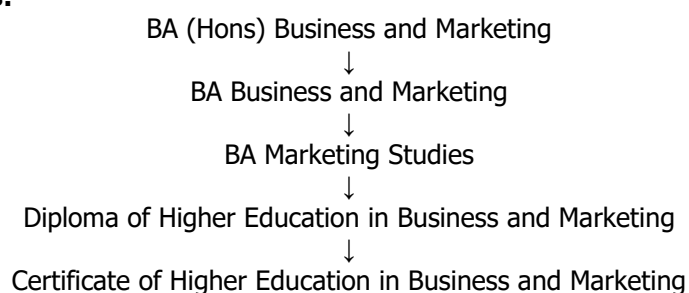 BA (Hons) Business and Marketing
↓
BA Business and Marketing
↓
BA Marketing Studies
↓
Diploma of Higher Education in Business and Marketing
↓
Certificate of Higher Education in Business and Marketing